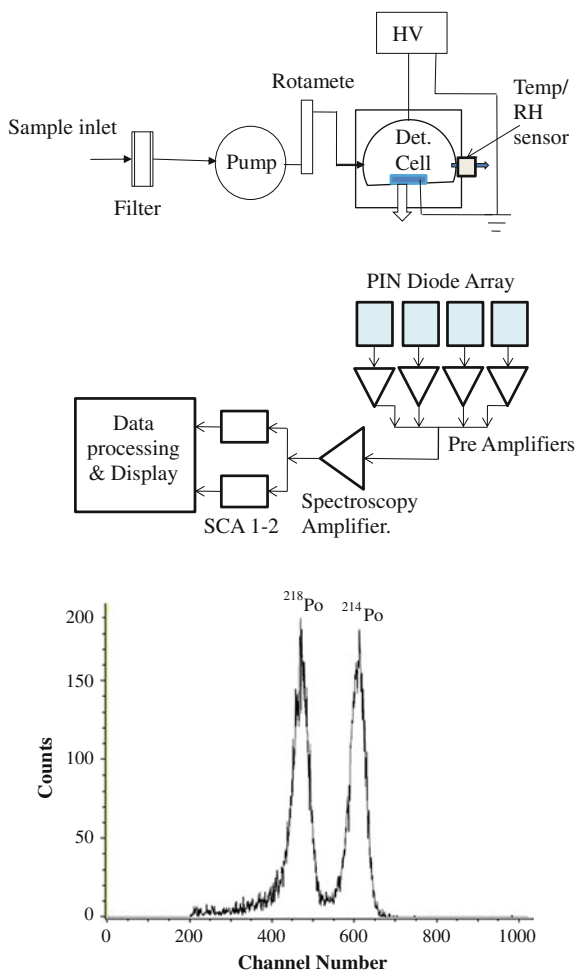 HV
Rotamete
Temp/
RH
sensor
Sample inlet
Det.
Cell
Pump
Filter
PIN Diode Array
Data
processing
& Display
Pre Amplifiers
Spectroscopy
Amplifier.
SCA 1-2
218Po
214Po
200
150
100
50
0
Counts
0 200 400 600 800 1000
Channel Number